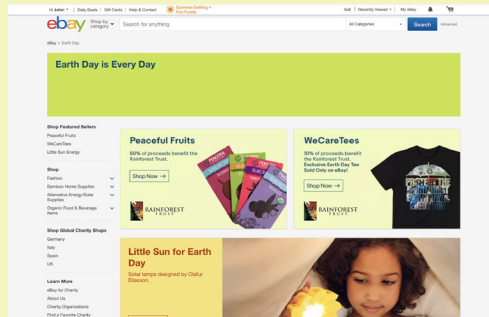 Hi John! Daily Deals Gift Cards Help & Contact Summer Selling Fun Funds Sell Recently Viewed My eBay
ebay Shop by category Search for anything All Categories Search Advanced
eBay > Earth Day
Earth Day is Every Day
Shop Featured Sellers
Peaceful Fruits
WeCareTees
Little Sun Energy
Shop
Fashion
Bamboo Home Supplies
Alternative Energy/Solar
Supplies
Organic Food & Beverage
Items
Shop Global Charity Shops
Germany
Italy
Spain
UK
Learn More
eBay for Charity
About Us
Charity Organizations
Find a Favorite Charity
Peaceful Fruits
50% of proceeds benefit the
Rainforest Trust.
Shop Now →
RAINFOREST
TRUST
WeCareTees
10% of proceeds benefit
the Rainforest Trust.
Exclusive Earth Day Tee
Sold Only on eBay!
Shop Now →
RAINFOREST
TRUST
Little Sun for Earth
Day
Solar lamps designed by Olafur
Eliasson.